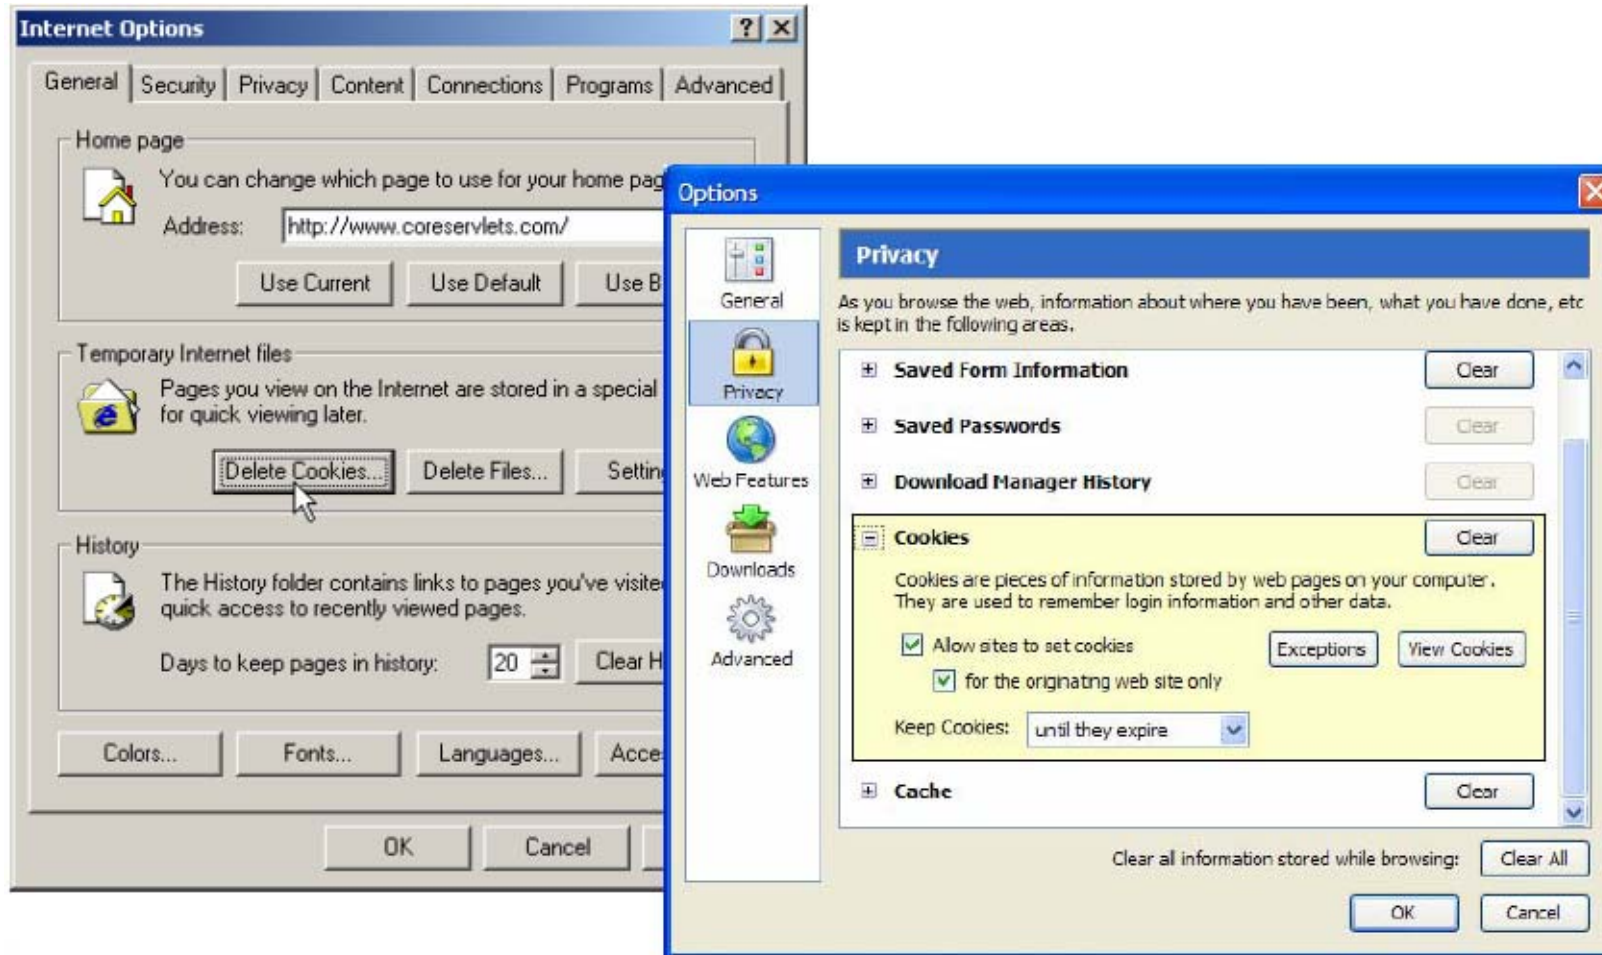 Internet Options
General Security Privacy Content Connections Programs Advanced
Home page
You can change which page to use for your home pag
Address: http://www.coreservlets.com/
Use Current Use Default Use B
Temporary Internet files
Pages you view on the Internet are stored in a special
for quick viewing later.
Delete Cookies... Delete Files... Settin
History
The History folder contains links to pages you've visite
quick access to recently viewed pages.
Days to keep pages in history: 20 Clear H
Colors... Fonts... Languages... Acce
OK Cancel
Options
General
Privacy
Web Features
Downloads
Advanced
Privacy
As you browse the web, information about where you have been, what you have done, etc
is kept in the following areas.
Saved Form Information Clear
Saved Passwords Clear
Download Manager History Clear
Cookies Clear
Cookies are pieces of information stored by web pages on your computer.
They are used to remember login information and other data.
Allow sites to set cookies Exceptions View Cookies
for the originating web site only
Keep Cookies: until they expire
Cache Clear
Clear all information stored while browsing: Clear All
OK Cancel